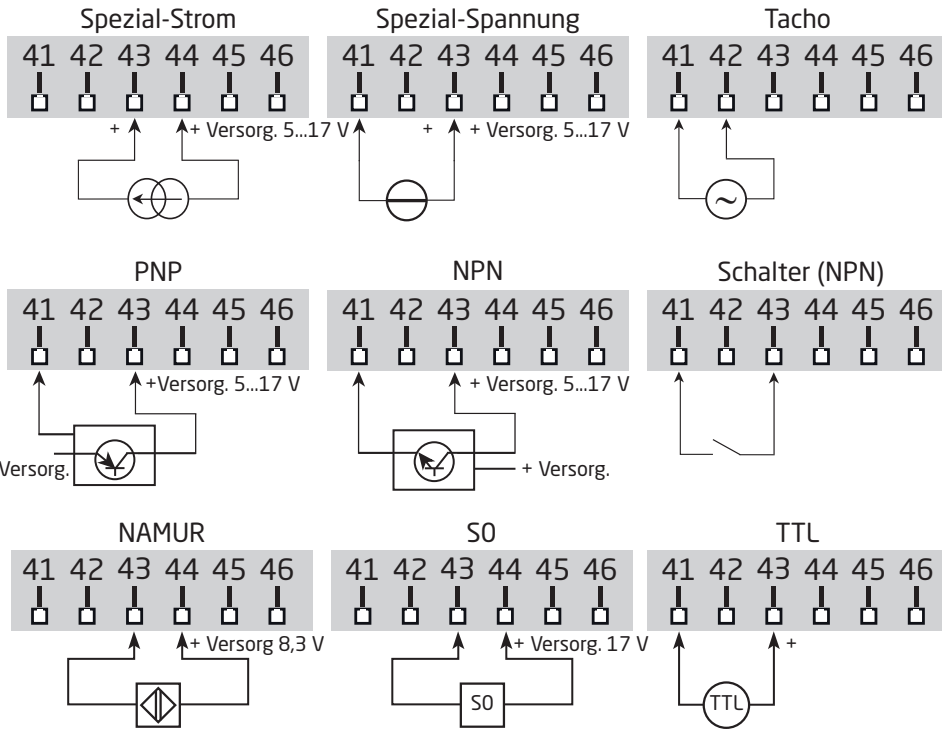 Spezial-Strom Spezial-Spannung Tacho
41 42 43 44 45 46 41 42 43 44 45 46 41 42 43 44 45 46
+ + Versorg. 5...17 V + + Versorg. 5...17 V
~
PNP NPN Schalter (NPN)
41 42 43 44 45 46 41 42 43 44 45 46 41 42 43 44 45 46
+Versorg. 5...17 V + Versorg. 5...17 V
Versorg. + Versorg.
NAMUR S0 TTL
41 42 43 44 45 46 41 42 43 44 45 46 41 42 43 44 45 46
+ Versorg 8,3 V + Versorg. 17 V +
S0 TTL